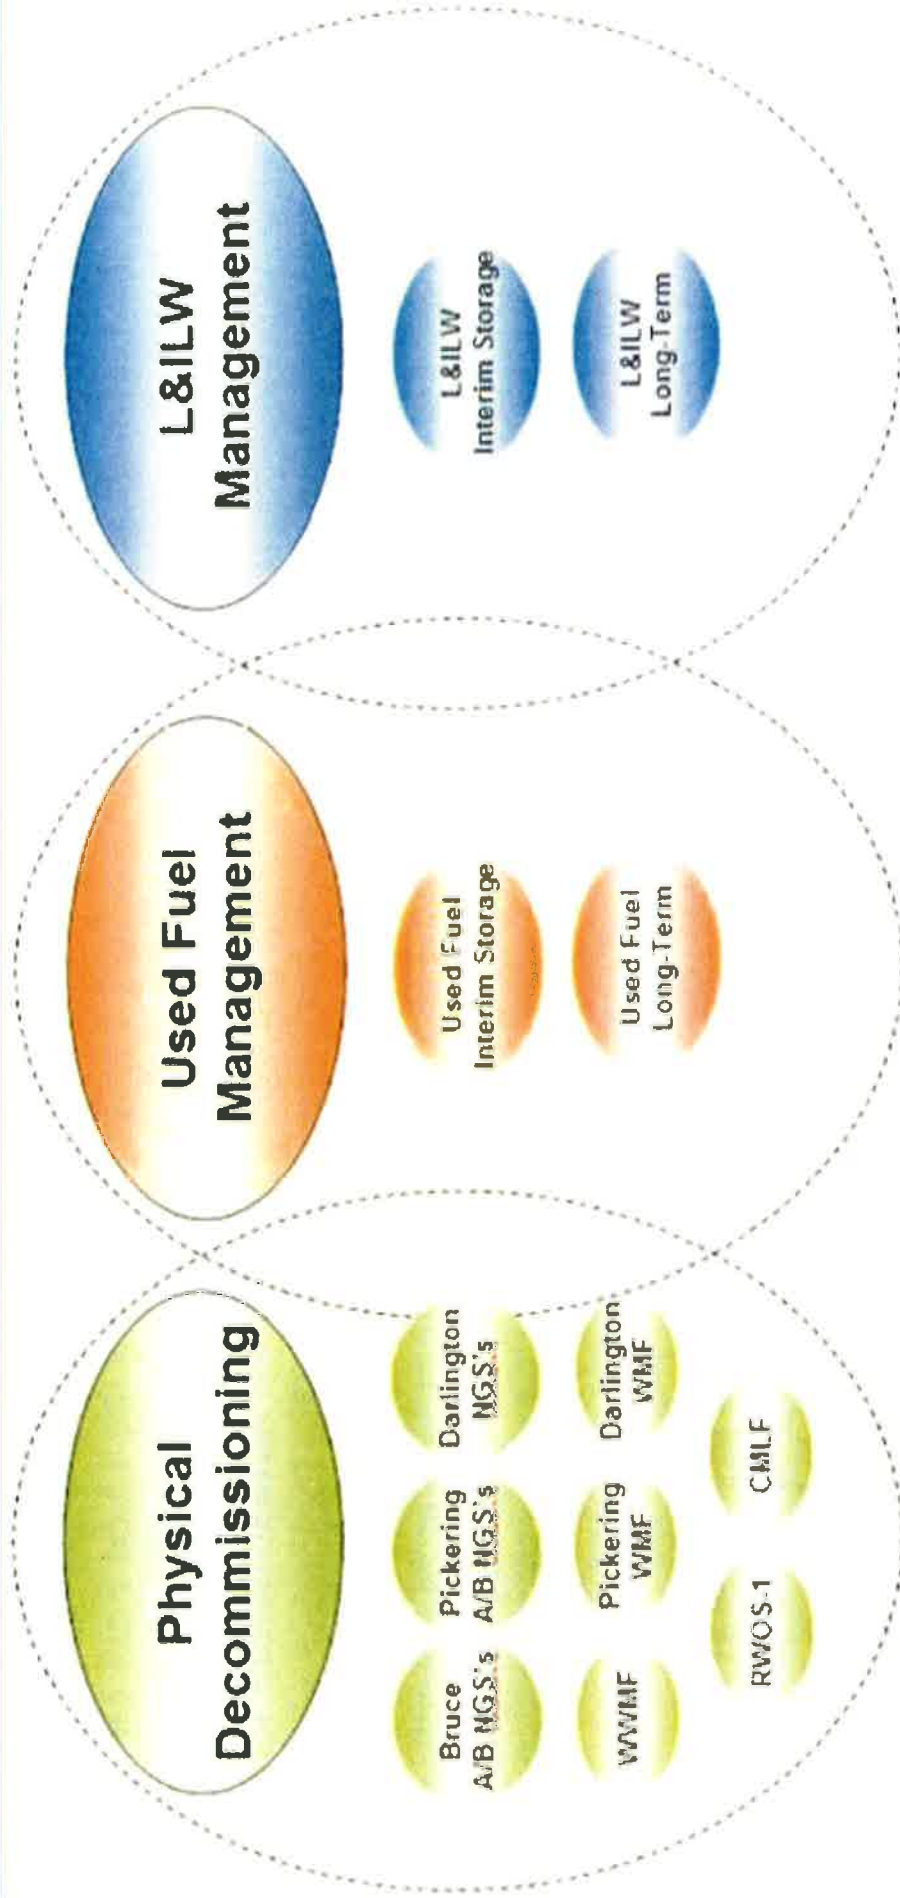 Physical
Decommissioning
Bruce
A/B NGS's
Pickering
A/B NGS's
Darlington
NGS's
WWMF
Pickering
WMF
Darlington
WMF
RWOS-1
CMLF
Used Fuel
Management
Used Fuel
Interim Storage
Used Fuel
Long-Term
L&ILW
Management
L&ILW
Interim Storage
L&ILW
Long-Term